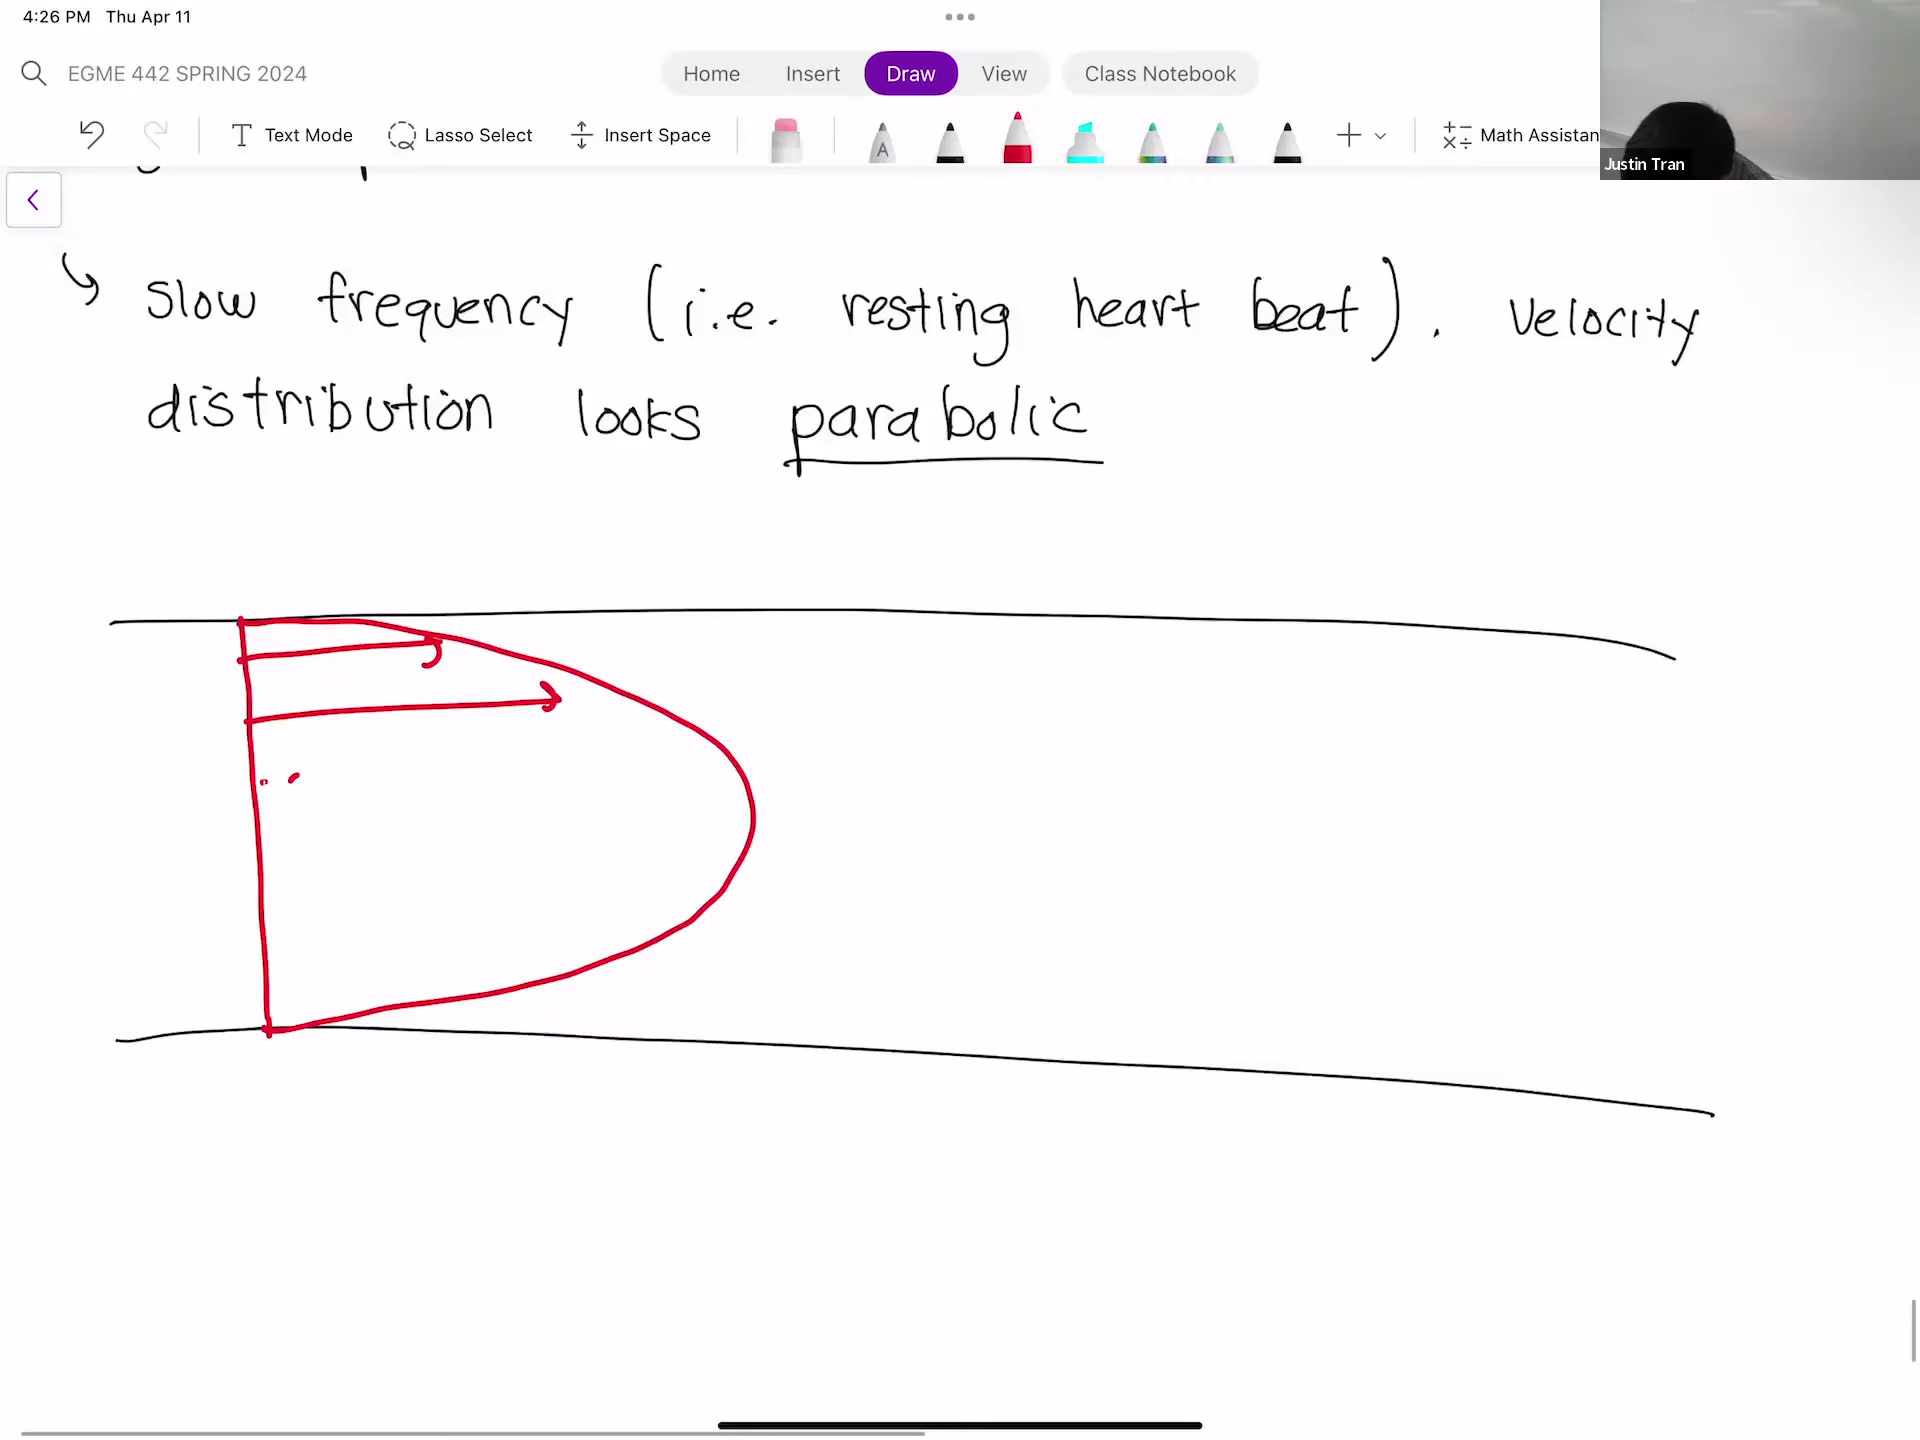 4:26 PM Thu Apr 11
EGME 442 SPRING 2024
Home Insert Draw View Class Notebook
Text Mode Lasso Select Insert Space A Math Assistan
Justin Tran
slow frequency (i.e. resting heart beat). Velocity
distribution looks parabolic